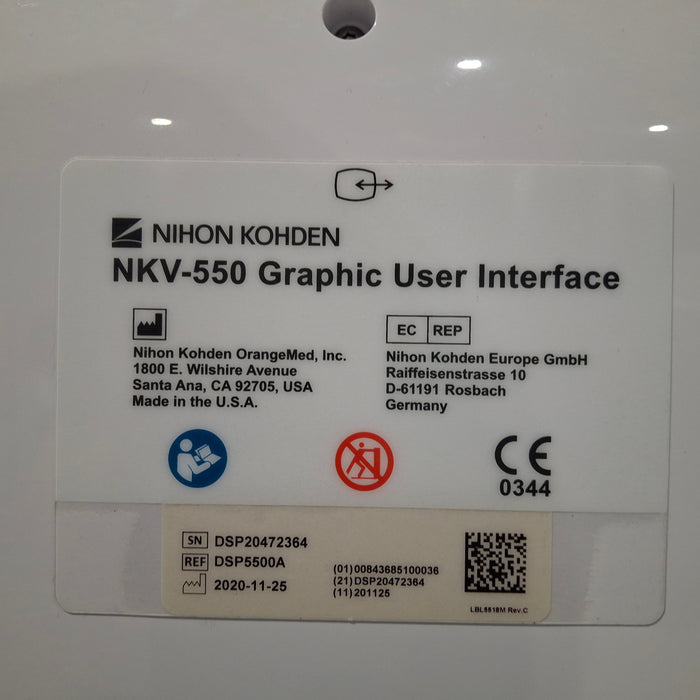 NIHON KOHDEN
NKV-550 Graphic User Interface
Nihon Kohden OrangeMed, Inc.
1800 E. Wilshire Avenue
Santa Ana, CA 92705, USA
Made in the U.S.A.
EC REP
Nihon Kohden Europe GmbH
Raiffeisenstrasse 10
D-61191 Rosbach
Germany
CE
0344
SN DSP20472364
REF DSP5500A
2020-11-25
(01)00843685100036
(21)DSP20472364
(11)201125
LBL5518M Rev.C